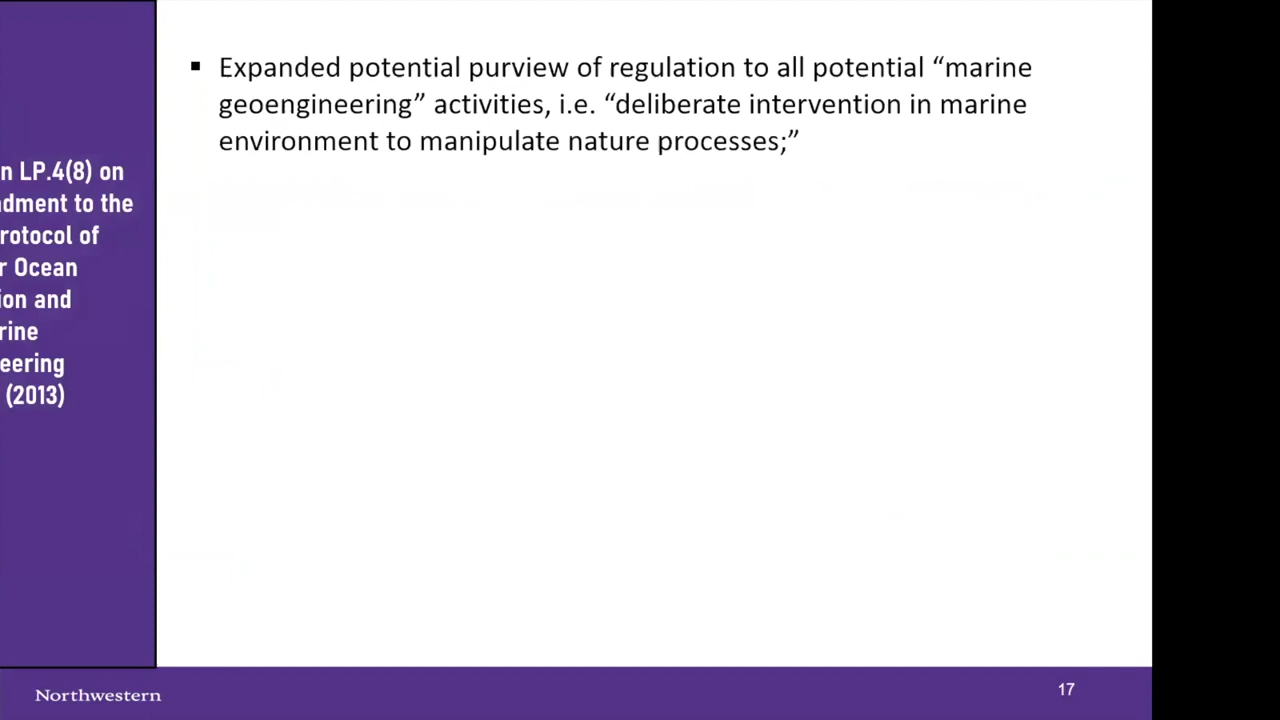 n LP.4(8) on
dment to the
rotocol of
r Ocean
ion and
rine
eering
(2013)
▪ Expanded potential purview of regulation to all potential “marine
geoengineering” activities, i.e. “deliberate intervention in marine
environment to manipulate nature processes;”
Northwestern
17